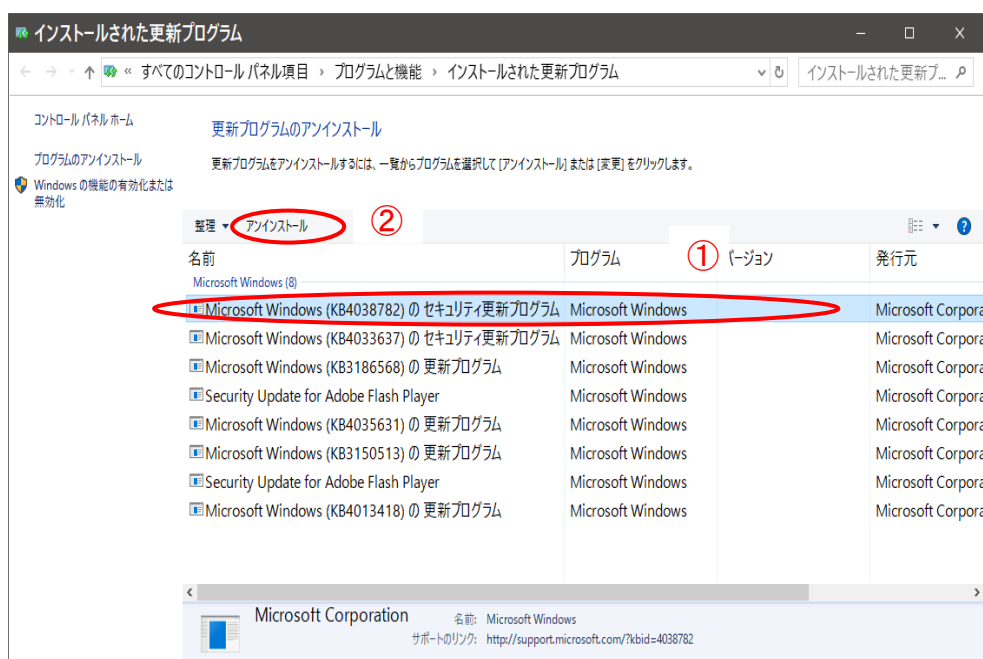 インストールされた更新プログラム
« すべてのコントロール パネル項目 › プログラムと機能 › インストールされた更新プログラム
インストールされた更新プ...
コントロール パネル ホーム
プログラムのアンインストール
Windows の機能の有効化または
無効化
更新プログラムのアンインストール
更新プログラムをアンインストールするには、一覧からプログラムを選択して [アンインストール] または [変更] をクリックします。
整理 アンインストール ②
名前 プログラム ① バージョン 発行元
Microsoft Windows (8)
Microsoft Windows (KB4038782) の セキュリティ更新プログラム Microsoft Windows Microsoft Corpora
Microsoft Windows (KB4033637) の セキュリティ更新プログラム Microsoft Windows Microsoft Corpora
Microsoft Windows (KB3186568) の 更新プログラム Microsoft Windows Microsoft Corpora
Security Update for Adobe Flash Player Microsoft Windows Microsoft Corpora
Microsoft Windows (KB4035631) の 更新プログラム Microsoft Windows Microsoft Corpora
Microsoft Windows (KB3150513) の 更新プログラム Microsoft Windows Microsoft Corpora
Security Update for Adobe Flash Player Microsoft Windows Microsoft Corpora
Microsoft Windows (KB4013418) の 更新プログラム Microsoft Windows Microsoft Corpora
Microsoft Corporation 名前: Microsoft Windows
サポートのリンク: http://support.microsoft.com/?kbid=4038782